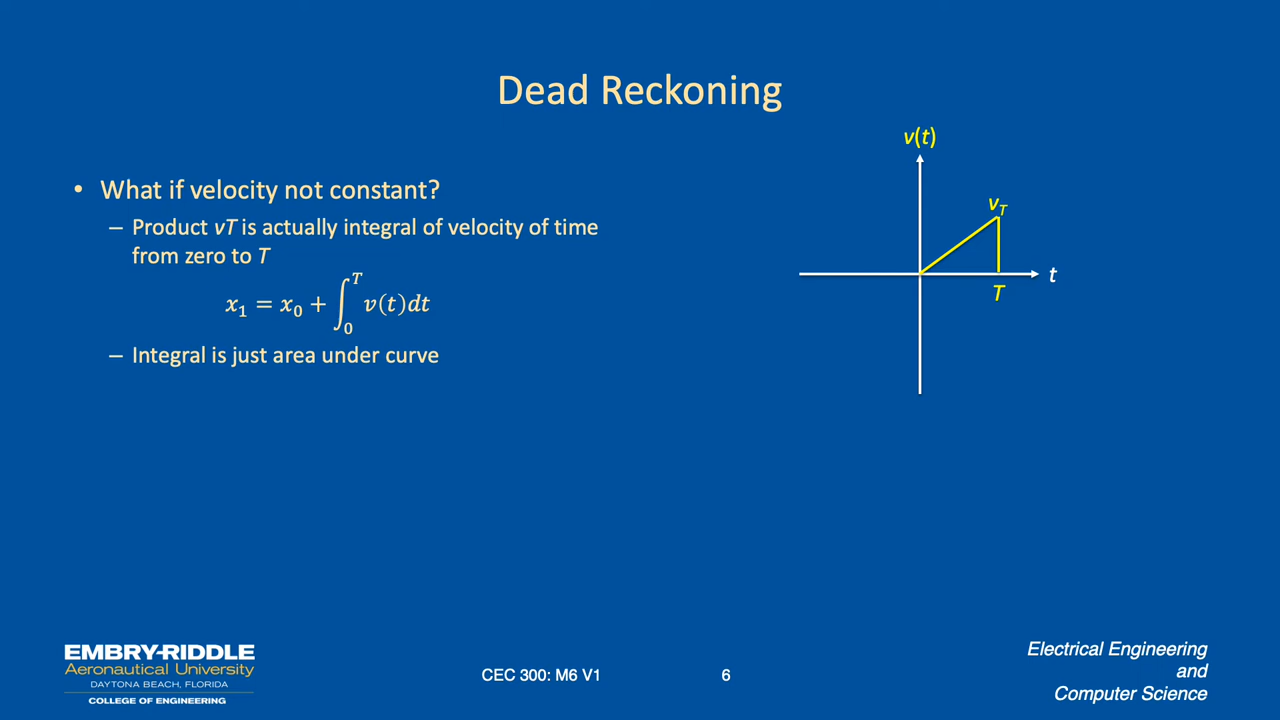 Dead Reckoning
• What if velocity not constant?
– Product vT is actually integral of velocity of time
from zero to T
x₁ = x₀ + ∫₀ᵀ v(t)dt
– Integral is just area under curve
v(t)
v_T
t
T
EMBRY-RIDDLE
Aeronautical University
DAYTONA BEACH, FLORIDA
COLLEGE OF ENGINEERING
CEC 300: M6 V1
6
Electrical Engineering
and
Computer Science